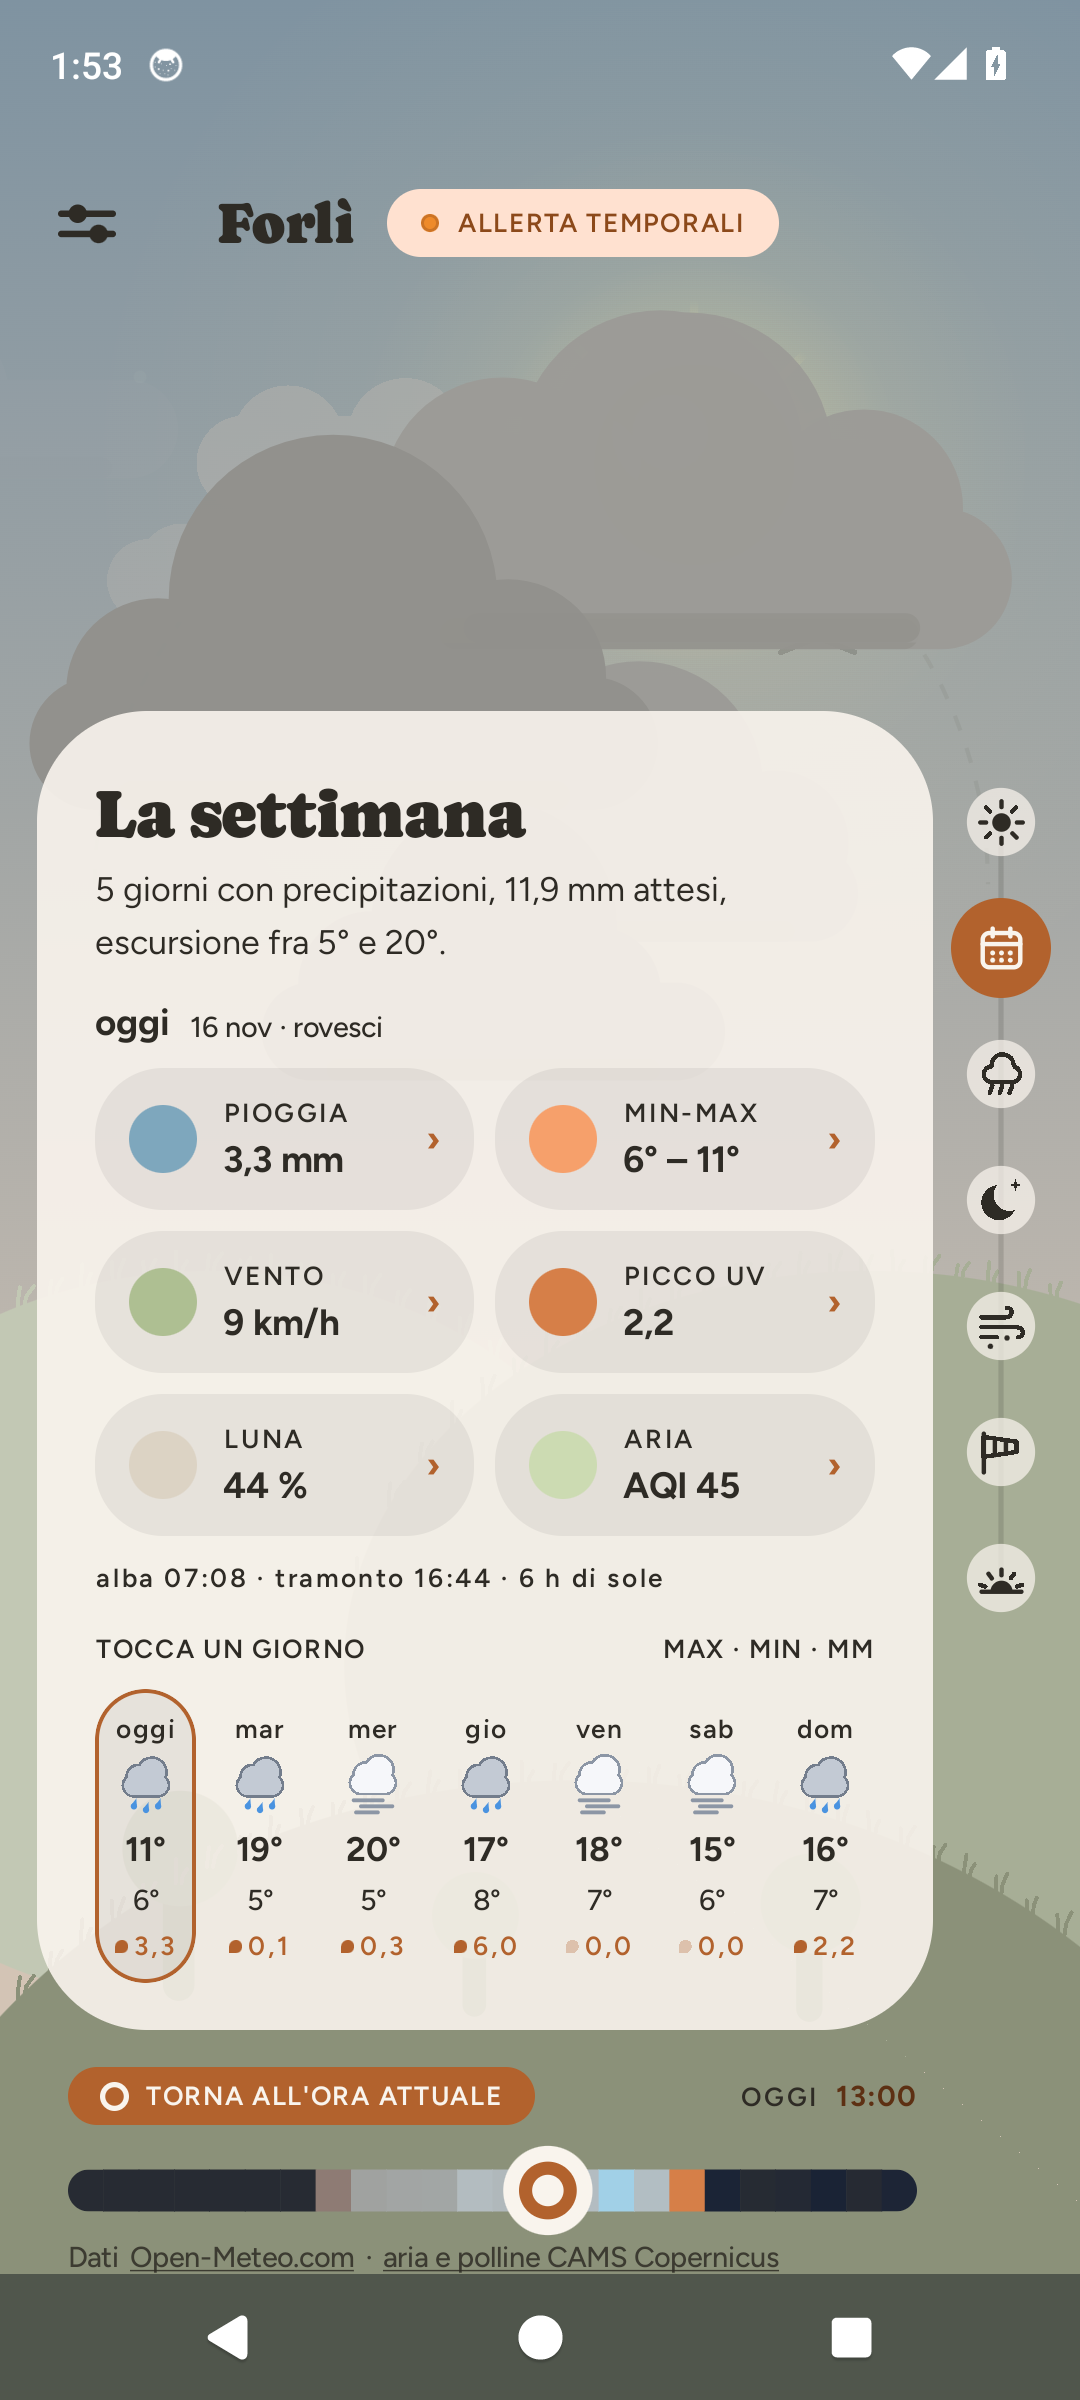 1:53
Forlì
ALLERTA TEMPORALI
La settimana
5 giorni con precipitazioni, 11,9 mm attesi,
escursione fra 5° e 20°.
oggi 16 nov · rovesci
PIOGGIA
3,3 mm
›
MIN-MAX
6° – 11°
›
VENTO
9 km/h
›
PICCO UV
2,2
›
LUNA
44 %
›
ARIA
AQI 45
›
alba 07:08 · tramonto 16:44 · 6 h di sole
TOCCA UN GIORNO MAX · MIN · MM
oggi mar mer gio ven sab dom
11° 19° 20° 17° 18° 15° 16°
6° 5° 5° 8° 7° 6° 7°
3,3 0,1 0,3 6,0 0,0 0,0 2,2
TORNA ALL'ORA ATTUALE
OGGI 13:00
Dati Open-Meteo.com · aria e polline CAMS Copernicus